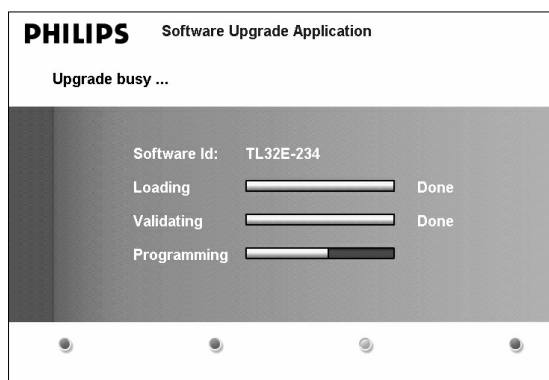 PHILIPS Software Upgrade Application
Upgrade busy ...
Software Id: TL32E-234
Loading Done
Validating Done
Programming